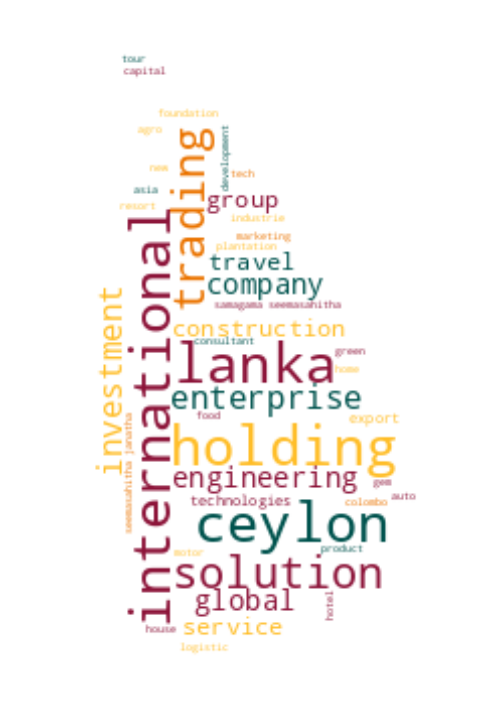 tour
capital
foundation
agro
development
trading
new
tech
asia
group
resort
international
industrie
marketing
plantation
travel
company
investment
samagama seemasahitha
construction
consultant
lanka
green
home
enterprise
food
seemasahitha janatha
export
holding
engineering
gem
technologies
auto
colombo
ceylon
product
motor
solution
global
hotel
house
service
logistic